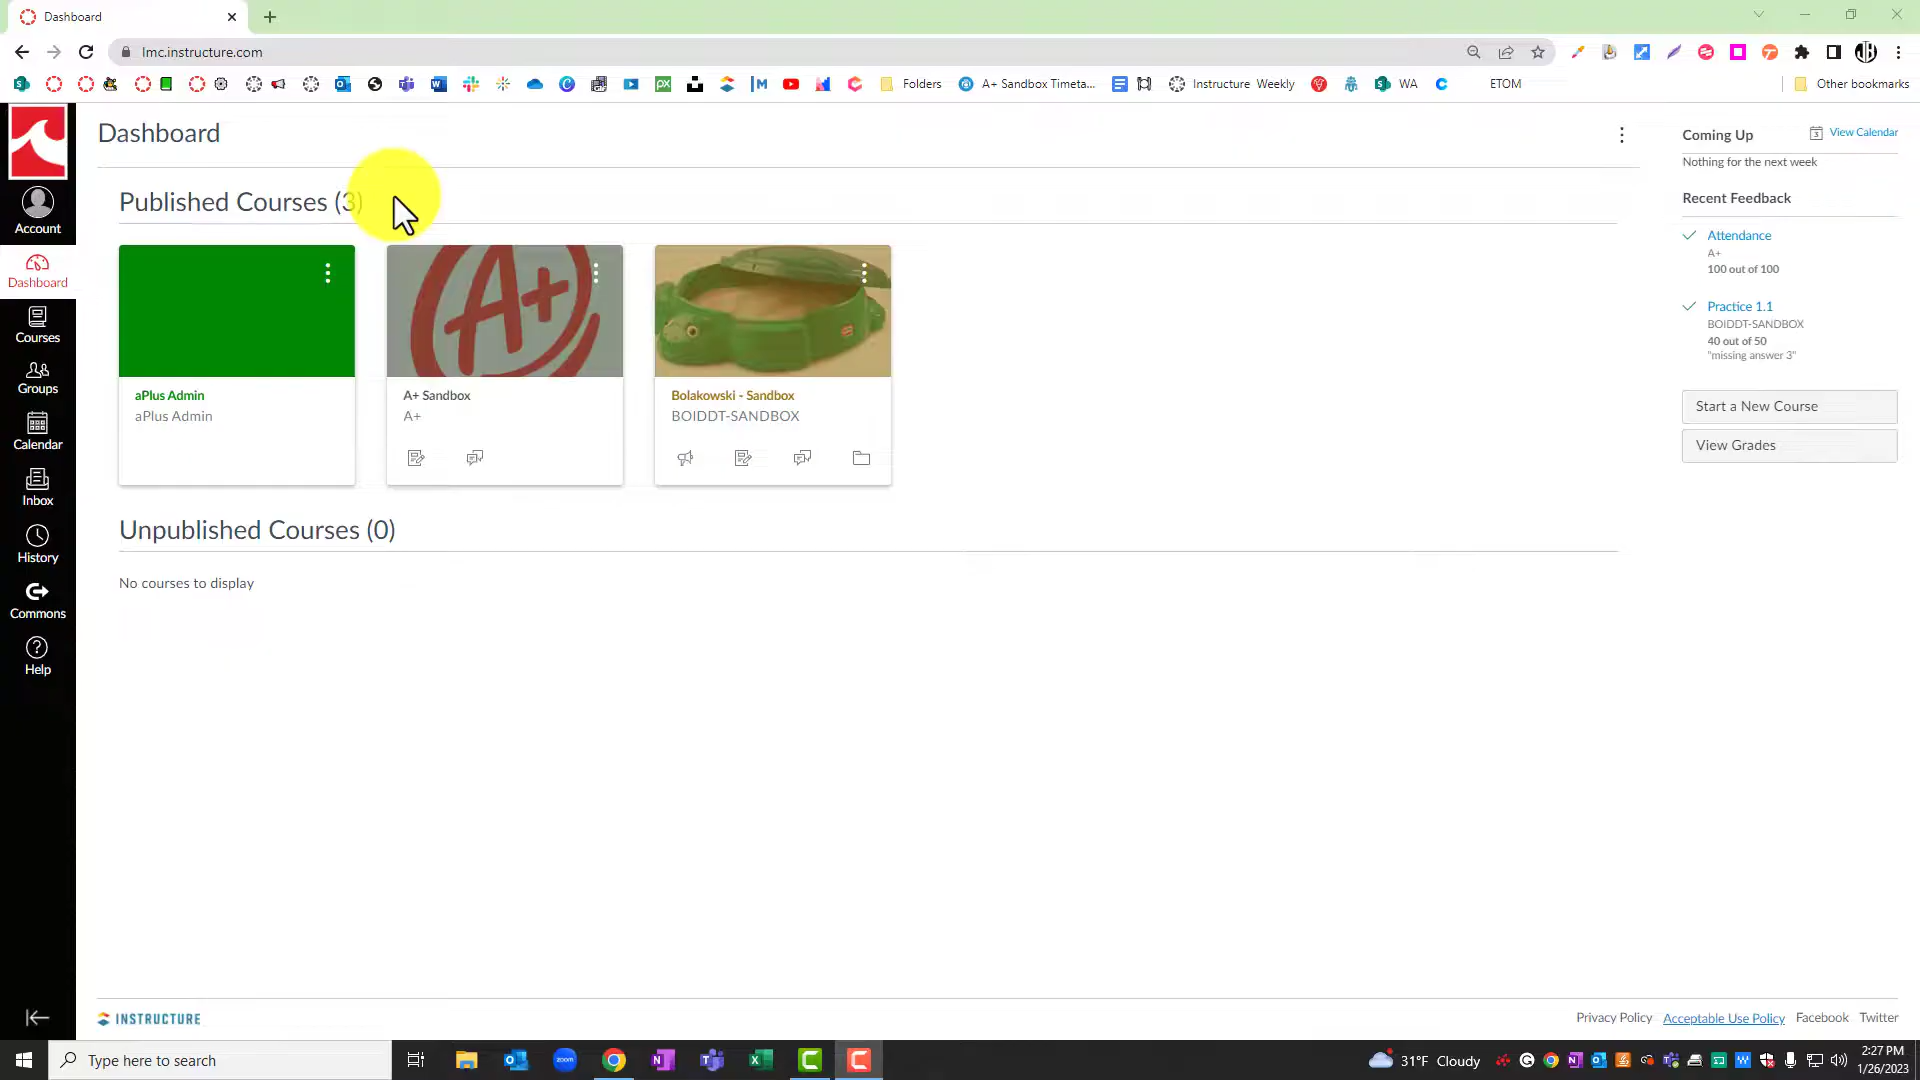 Dashboard
lmc.instructure.com
Folders
A+ Sandbox Timeta...
Instructure Weekly
WA
ETOM
Other bookmarks
Account
Dashboard
Courses
Groups
Calendar
Inbox
History
Commons
Help
Dashboard
Published Courses (3)
A+
aPlus Admin
aPlus Admin
A+ Sandbox
A+
Bolakowski - Sandbox
BOIDDT-SANDBOX
Unpublished Courses (0)
No courses to display
Coming Up
View Calendar
Nothing for the next week
Recent Feedback
Attendance
A+
100 out of 100
Practice 1.1
BOIDDT-SANDBOX
40 out of 50
"missing answer 3"
Start a New Course
View Grades
INSTRUCTURE
Privacy Policy Acceptable Use Policy Facebook Twitter
Type here to search
zoom
31°F Cloudy
2:27 PM
1/26/2023